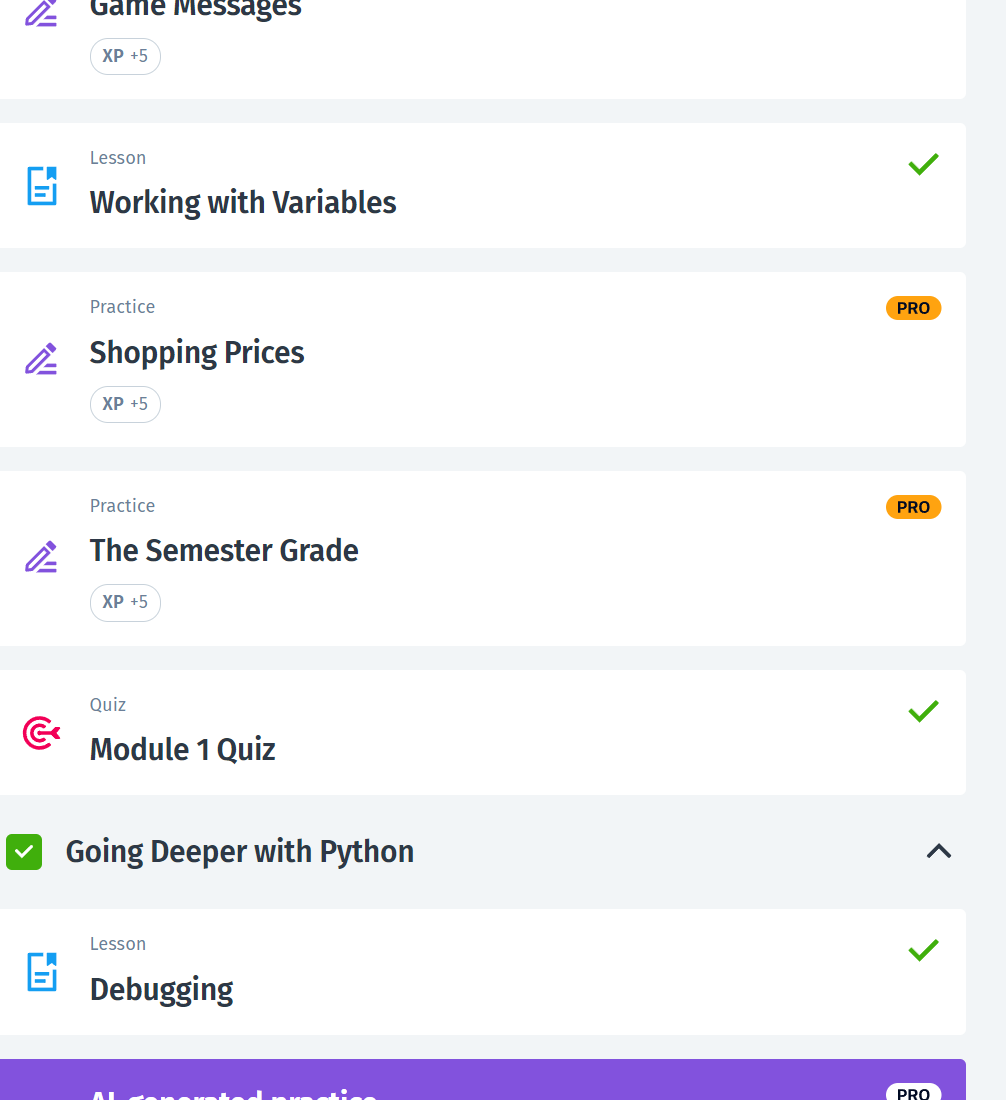 Game Messages
XP +5
Lesson
Working with Variables
Practice
PRO
Shopping Prices
XP +5
Practice
PRO
The Semester Grade
XP +5
Quiz
Module 1 Quiz
Going Deeper with Python
Lesson
Debugging
AI-generated practice
PRO